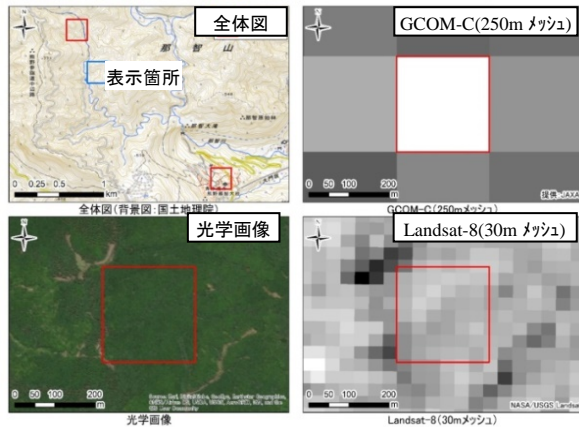 全体図
那智山
表示箇所
0 0.25 0.5 1
km
全体図(背景図:国土地理院)
GCOM-C(250m メッシュ)
0 50 100 200
m
提供:JAXA
GCOM-C(250mメッシュ)
光学画像
0 50 100 200
m
光学画像
Landsat-8(30m メッシュ)
0 50 100 200
m
NASA/USGS Landsat
Landsat-8(30mメッシュ)